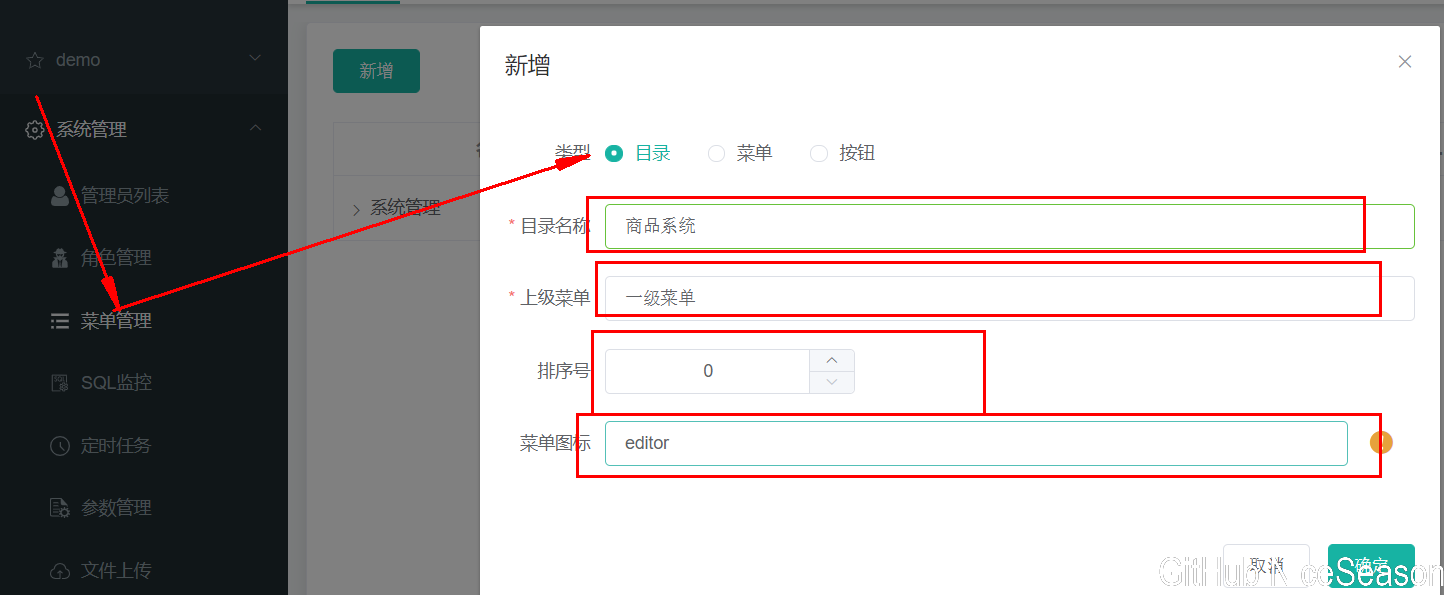 demo
系统管理
管理员列表
角色管理
菜单管理
SQL监控
定时任务
参数管理
文件上传
新增
系统管理
新增
类型 目录 菜单 按钮
* 目录名称 商品系统
* 上级菜单 一级菜单
排序号 0
菜单图标 editor
取消 确定
GitHub NiceSeason